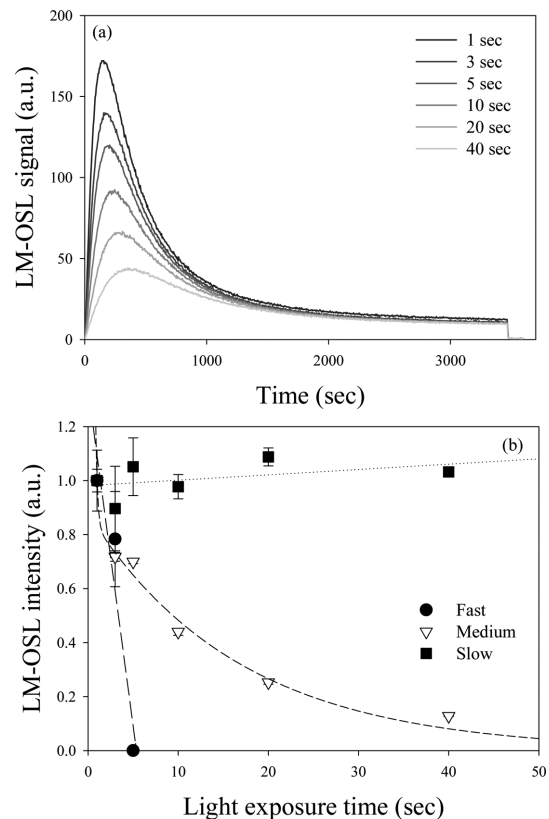 (a)
200
150
100
50
0
LM-OSL signal (a.u.)
1 sec
3 sec
5 sec
10 sec
20 sec
40 sec
0 1000 2000 3000
Time (sec)
(b)
1.2
1.0
0.8
0.6
0.4
0.2
0.0
LM-OSL intensity (a.u.)
Fast
Medium
Slow
0 10 20 30 40 50
Light exposure time (sec)